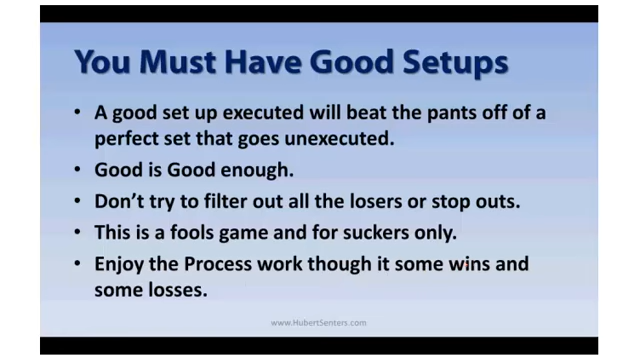 You Must Have Good Setups
• A good set up executed will beat the pants off of a
perfect set that goes unexecuted.
• Good is Good enough.
• Don't try to filter out all the losers or stop outs.
• This is a fools game and for suckers only.
• Enjoy the Process work though it some wins and
some losses.
www.HubertSenters.com